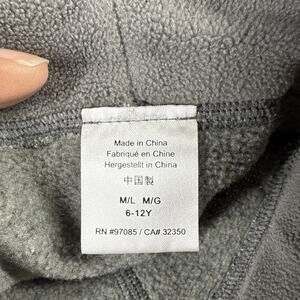 Made in China
Fabriqué en Chine
Hergestellt in China
中国製
M/L M/G
6-12Y
RN #97085 / CA# 32350